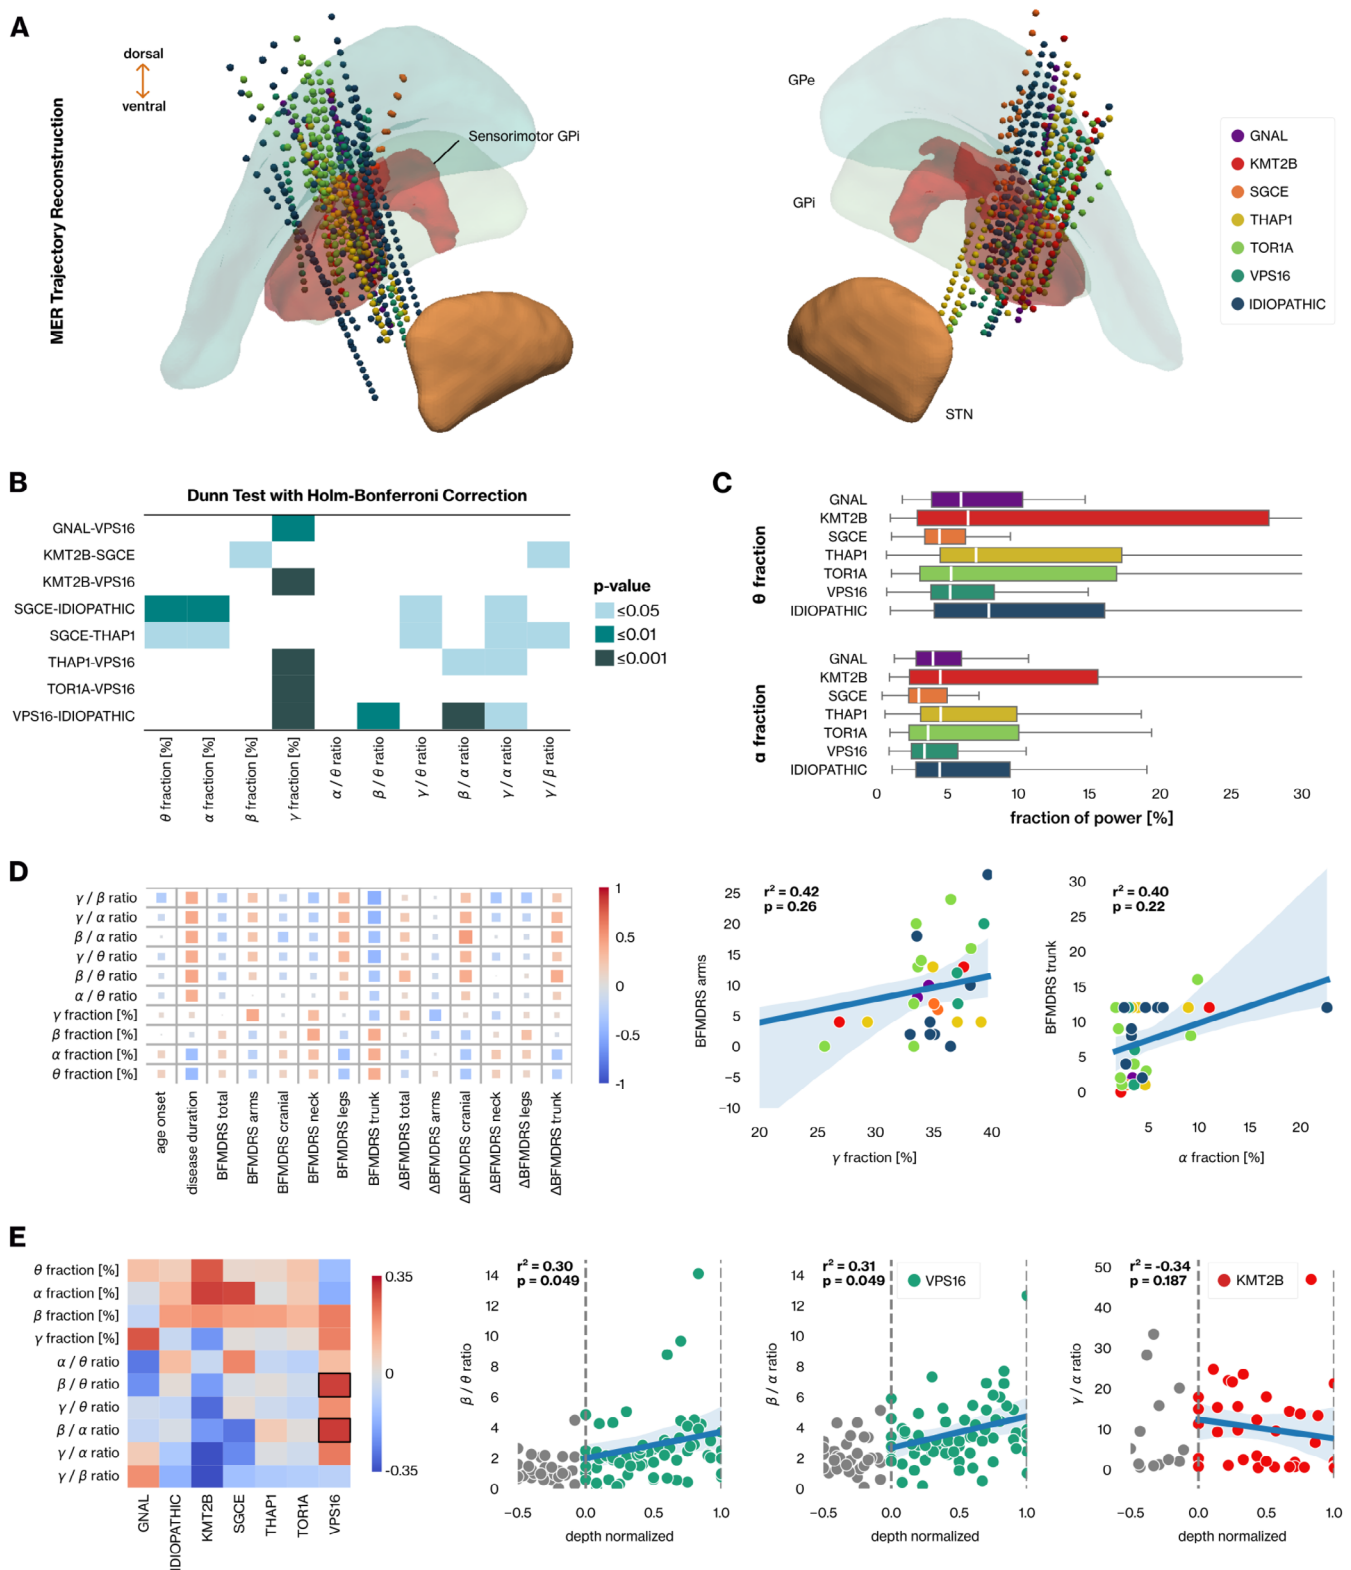 A
dorsal
ventral
MER Trajectory Reconstruction
Sensorimotor GPi
GPe
GPi
STN
GNAL
KMT2B
SGCE
THAP1
TOR1A
VPS16
IDIOPATHIC
B
Dunn Test with Holm-Bonferroni Correction
GNAL-VPS16
KMT2B-SGCE
KMT2B-VPS16
SGCE-IDIOPATHIC
SGCE-THAP1
THAP1-VPS16
TOR1A-VPS16
VPS16-IDIOPATHIC
θ fraction [%]
α fraction [%]
β fraction [%]
γ fraction [%]
α / θ ratio
β / θ ratio
γ / θ ratio
β / α ratio
γ / α ratio
γ / β ratio
p-value
≤0.05
≤0.01
≤0.001
C
θ fraction
GNAL
KMT2B
SGCE
THAP1
TOR1A
VPS16
IDIOPATHIC
α fraction
GNAL
KMT2B
SGCE
THAP1
TOR1A
VPS16
IDIOPATHIC
0 5 10 15 20 25 30
fraction of power [%]
D
γ / β ratio
γ / α ratio
β / α ratio
γ / θ ratio
β / θ ratio
α / θ ratio
γ fraction [%]
β fraction [%]
α fraction [%]
θ fraction [%]
age onset
disease duration
BFMDRS total
BFMDRS arms
BFMDRS cranial
BFMDRS neck
BFMDRS legs
BFMDRS trunk
ΔBFMDRS total
ΔBFMDRS arms
ΔBFMDRS cranial
ΔBFMDRS neck
ΔBFMDRS legs
ΔBFMDRS trunk
1
0.5
0
-0.5
-1
r² = 0.42
p = 0.26
BFMDRS arms
25
20
15
10
5
0
−5
−10
20 25 30 35 40
γ fraction [%]
r² = 0.40
p = 0.22
BFMDRS trunk
30
25
20
15
10
5
0
5 10 15 20
α fraction [%]
E
θ fraction [%]
α fraction [%]
β fraction [%]
γ fraction [%]
α / θ ratio
β / θ ratio
γ / θ ratio
β / α ratio
γ / α ratio
γ / β ratio
GNAL
IDIOPATHIC
KMT2B
SGCE
THAP1
TOR1A
VPS16
0.35
0
-0.35
r² = 0.30
p = 0.049
β / θ ratio
14
12
10
8
6
4
2
0
−0.5 0.0 0.5 1.0
depth normalized
r² = 0.31
p = 0.049
VPS16
β / α ratio
14
12
10
8
6
4
2
0
−0.5 0.0 0.5 1.0
depth normalized
r² = -0.34
p = 0.187
KMT2B
γ / α ratio
50
40
30
20
10
0
−0.5 0.0 0.5 1.0
depth normalized